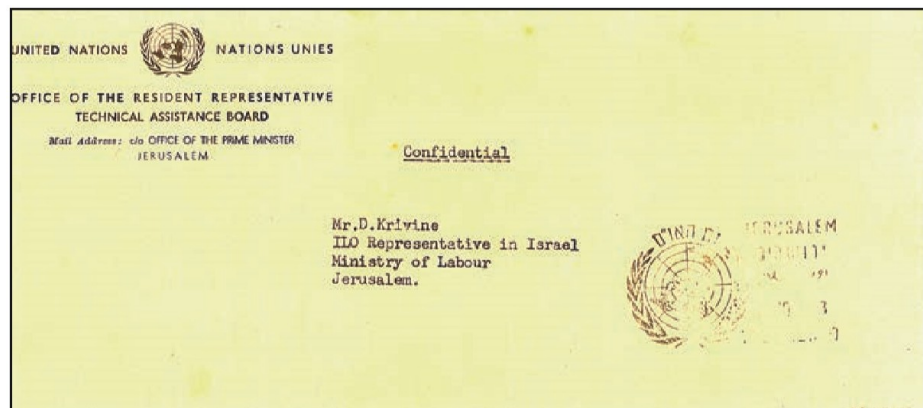 UNITED NATIONS NATIONS UNIES
OFFICE OF THE RESIDENT REPRESENTATIVE
TECHNICAL ASSISTANCE BOARD
Mail Address: c/o OFFICE OF THE PRIME MINISTER
JERUSALEM
Confidential
Mr.D.Krivine
ILO Representative in Israel
Ministry of Labour
Jerusalem.
JERUSALEM